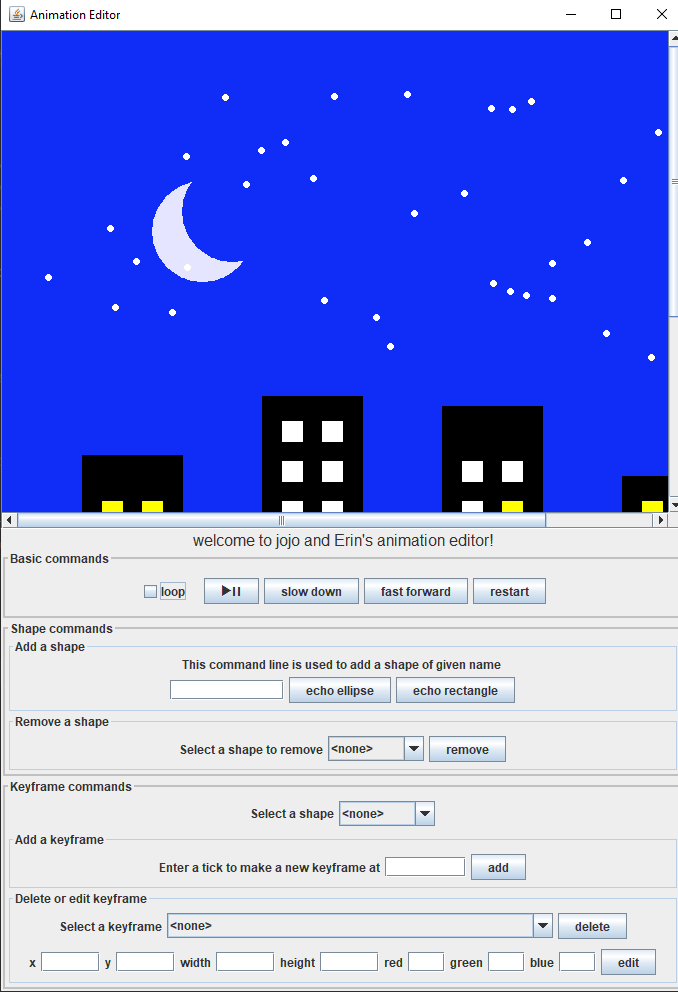 Animation Editor
welcome to jojo and Erin's animation editor!
Basic commands
loop ▶II slow down fast forward restart
Shape commands
Add a shape
This command line is used to add a shape of given name
echo ellipse echo rectangle
Remove a shape
Select a shape to remove <none> remove
Keyframe commands
Select a shape <none>
Add a keyframe
Enter a tick to make a new keyframe at add
Delete or edit keyframe
Select a keyframe <none> delete
x y width height red green blue edit